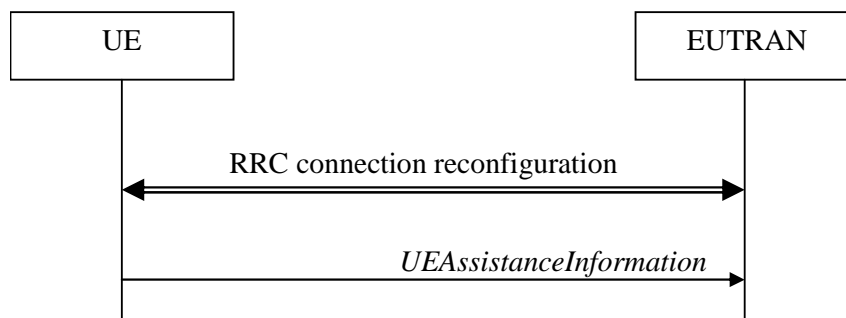 UE
EUTRAN
RRC connection reconfiguration
UEAssistanceInformation